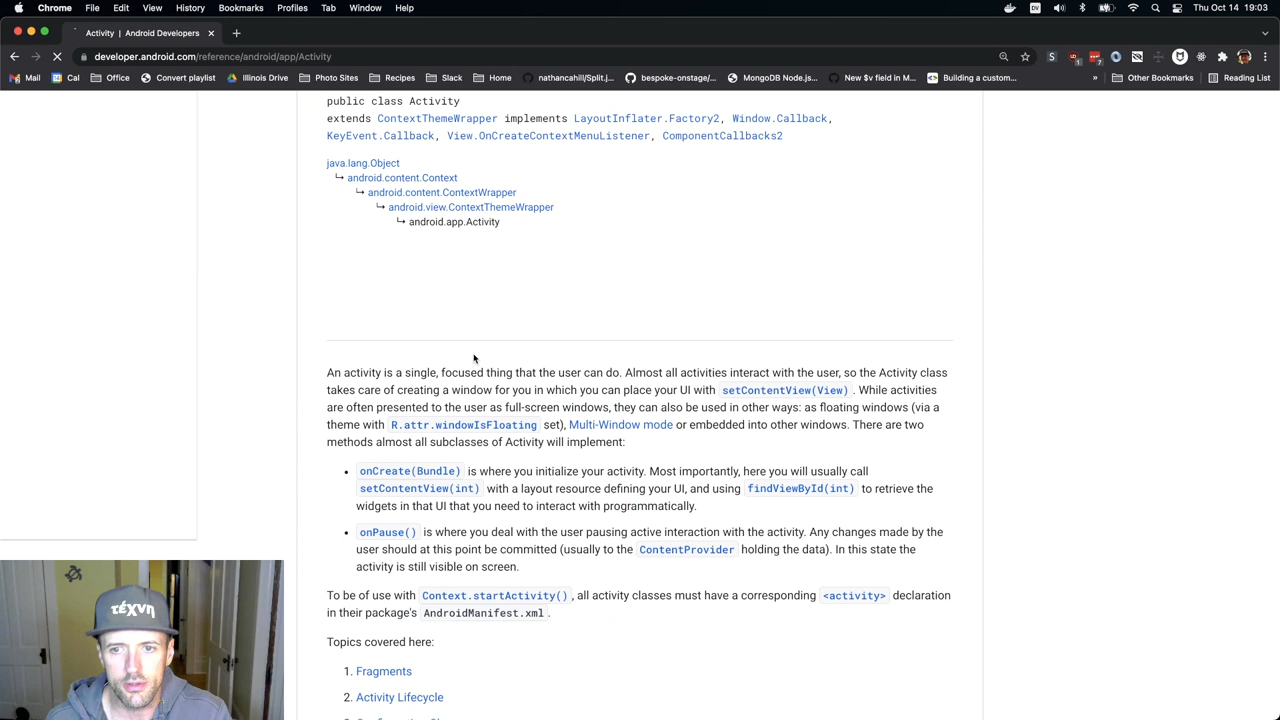 Chrome File Edit View History Bookmarks Profiles Tab Window Help DV Thu Oct 14 19:03
Activity | Android Developers
developer.android.com/reference/android/app/Activity
Mail Cal Office Convert playlist Illinois Drive Photo Sites Recipes Slack Home nathancahill/Split.j... bespoke-onstage/... MongoDB Node.js... New $v field in M... Building a custom... » Other Bookmarks Reading List
public class Activity
extends ContextThemeWrapper implements LayoutInflater.Factory2, Window.Callback,
KeyEvent.Callback, View.OnCreateContextMenuListener, ComponentCallbacks2
java.lang.Object
↳ android.content.Context
↳ android.content.ContextWrapper
↳ android.view.ContextThemeWrapper
↳ android.app.Activity
An activity is a single, focused thing that the user can do. Almost all activities interact with the user, so the Activity class
takes care of creating a window for you in which you can place your UI with setContentView(View) . While activities
are often presented to the user as full-screen windows, they can also be used in other ways: as floating windows (via a
theme with R.attr.windowIsFloating set), Multi-Window mode or embedded into other windows. There are two
methods almost all subclasses of Activity will implement:
• onCreate(Bundle) is where you initialize your activity. Most importantly, here you will usually call
setContentView(int) with a layout resource defining your UI, and using findViewById(int) to retrieve the
widgets in that UI that you need to interact with programmatically.
• onPause() is where you deal with the user pausing active interaction with the activity. Any changes made by the
user should at this point be committed (usually to the ContentProvider holding the data). In this state the
activity is still visible on screen.
To be of use with Context.startActivity() , all activity classes must have a corresponding <activity> declaration
in their package's AndroidManifest.xml .
Topics covered here:
1. Fragments
2. Activity Lifecycle